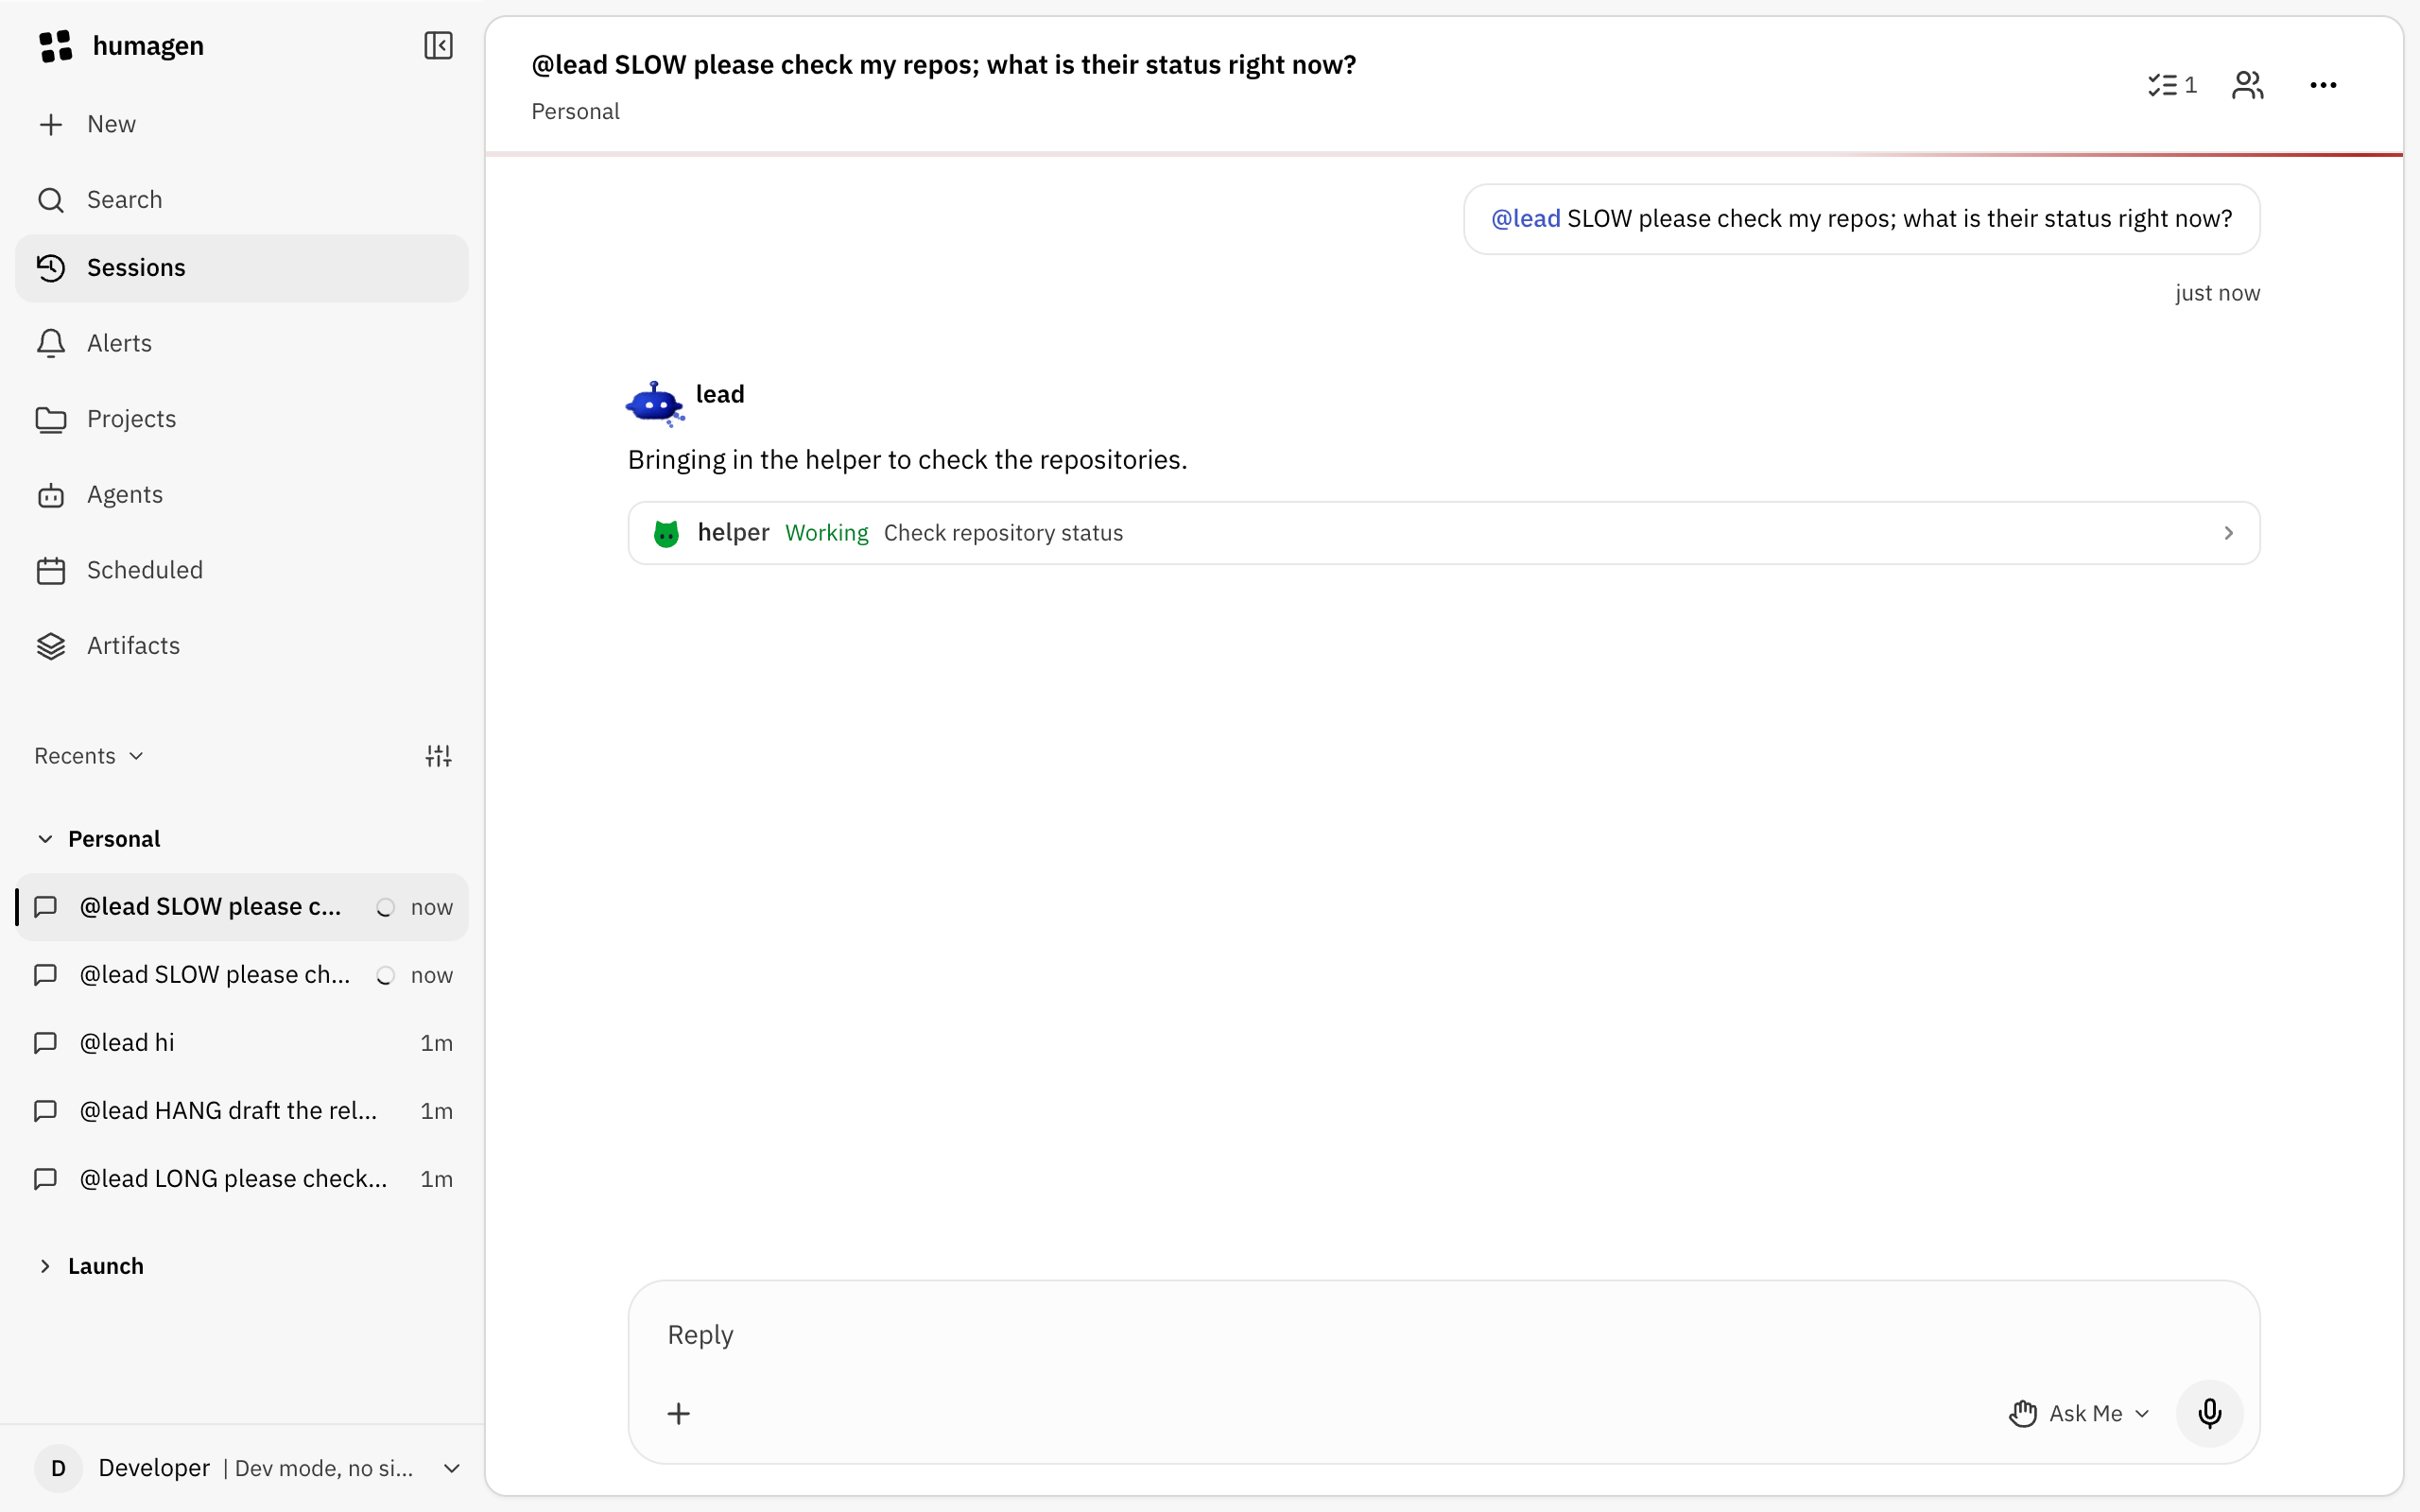 humagen
New
Search
Sessions
Alerts
Projects
Agents
Scheduled
Artifacts
Recents
Personal
@lead SLOW please c... now
@lead SLOW please ch... now
@lead hi 1m
@lead HANG draft the rel... 1m
@lead LONG please check... 1m
Launch
D Developer | Dev mode, no si...
@lead SLOW please check my repos; what is their status right now?
Personal
1
@lead SLOW please check my repos; what is their status right now?
just now
lead
Bringing in the helper to check the repositories.
helper Working Check repository status
Reply
Ask Me